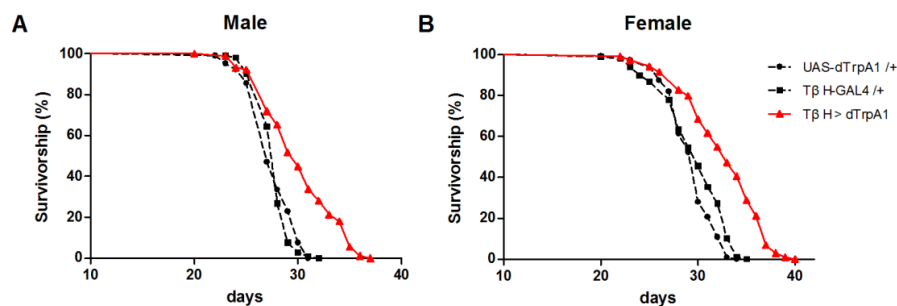 A
Male
Survivorship (%)
100
80
60
40
20
0
10
20
30
40
days
B
Female
Survivorship (%)
100
80
60
40
20
0
10
20
30
40
days
UAS-dTrpA1 /+
Tβ H-GAL4 /+
Tβ H > dTrpA1